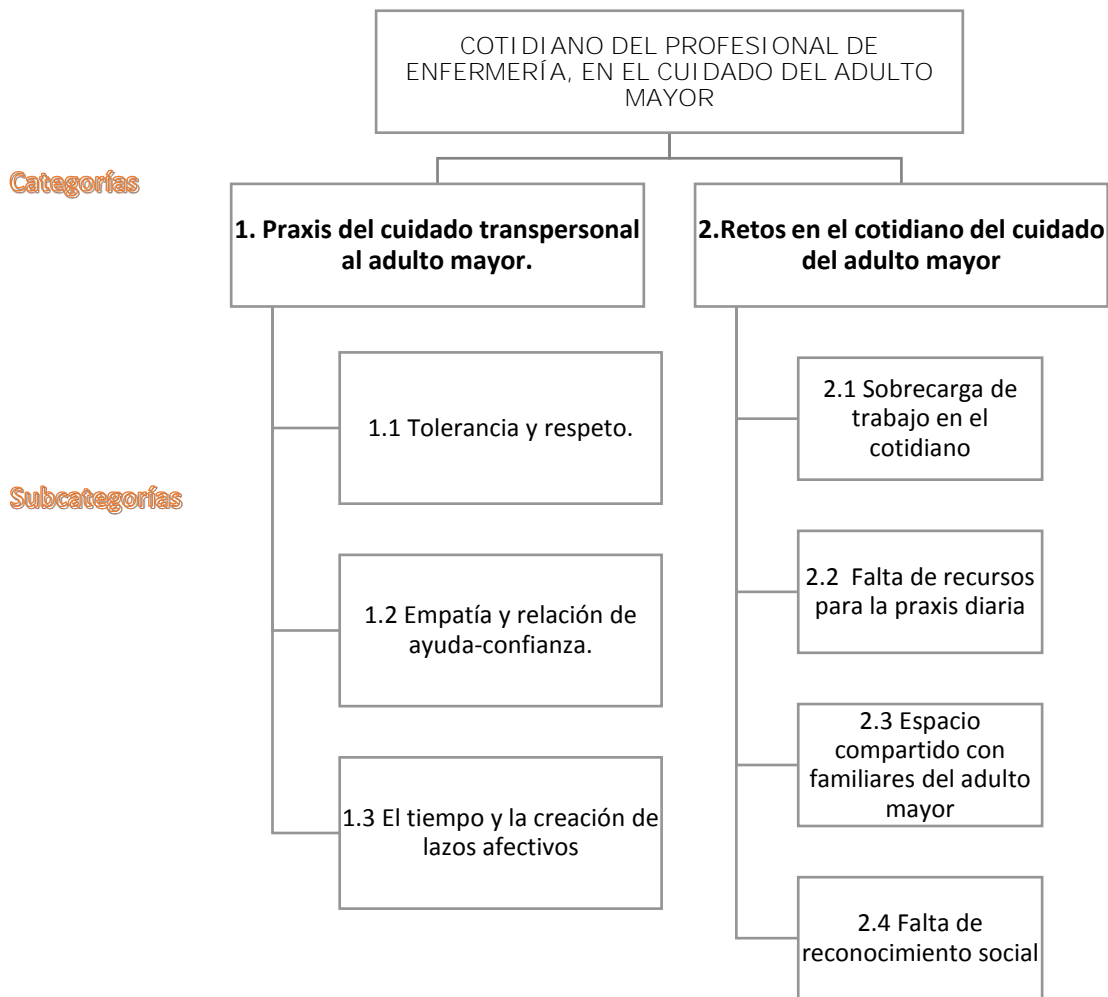 COTIDIANO DEL PROFESIONAL DE
ENFERMERÍA, EN EL CUIDADO DEL ADULTO
MAYOR
Categorías
1. Praxis del cuidado transpersonal
al adulto mayor.
2.Retos en el cotidiano del cuidado
del adulto mayor
Subcategorías
1.1 Tolerancia y respeto.
1.2 Empatía y relación de
ayuda-confianza.
1.3 El tiempo y la creación de
lazos afectivos
2.1 Sobrecarga de
trabajo en el
cotidiano
2.2 Falta de recursos
para la praxis diaria
2.3 Espacio
compartido con
familiares del adulto
mayor
2.4 Falta de
reconocimiento social